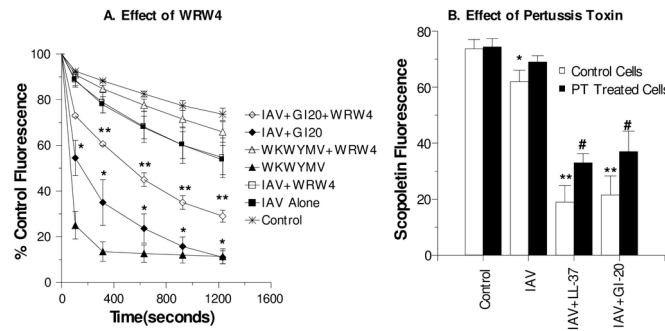 A. Effect of WRW4
% Control Fluorescence
100
80
60
40
20
0
0 400 800 1200 1600
Time(seconds)
*
*
*
*
*
**
**
**
**
IAV+GI20+WRW4
IAV+GI20
WKWYMV+WRW4
WKWYMV
IAV+WRW4
IAV Alone
Control
B. Effect of Pertussis Toxin
Scopoletin Fluorescence
80
60
40
20
0
Control Cells
PT Treated Cells
*
**
#
**
#
Control
IAV
IAV+LL-37
IAV+GI-20